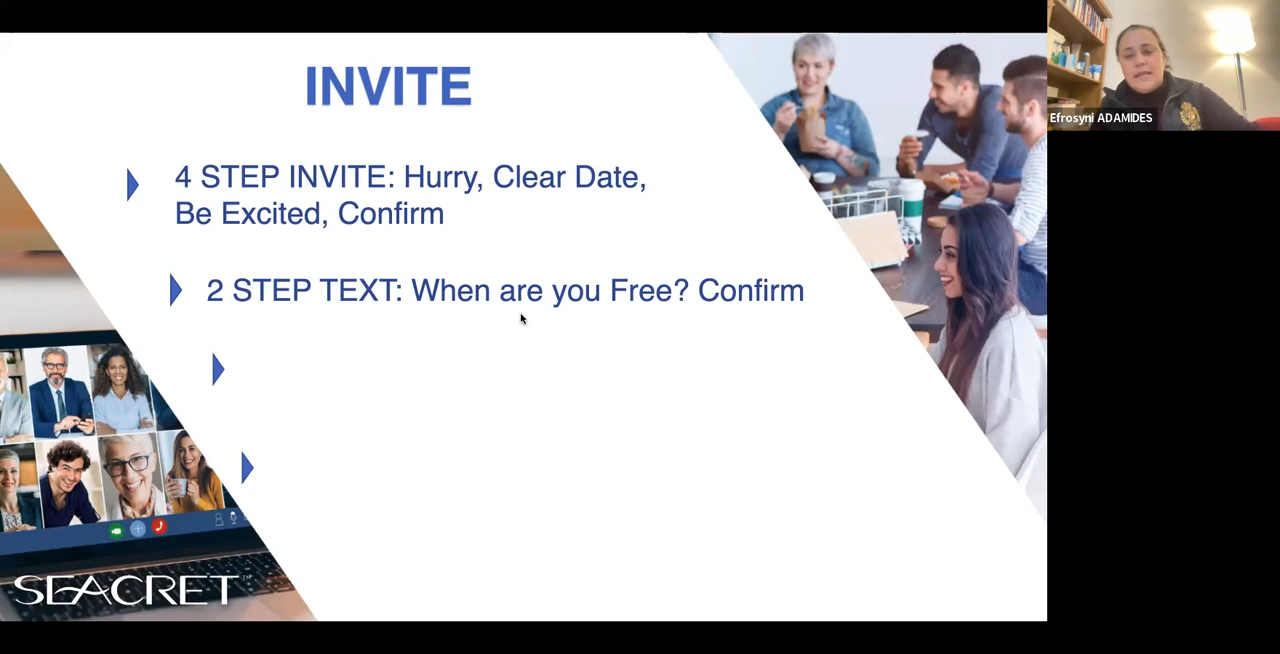 INVITE
4 STEP INVITE: Hurry, Clear Date,
Be Excited, Confirm
2 STEP TEXT: When are you Free? Confirm
SEACRET™
Efrosyni ADAMIDES